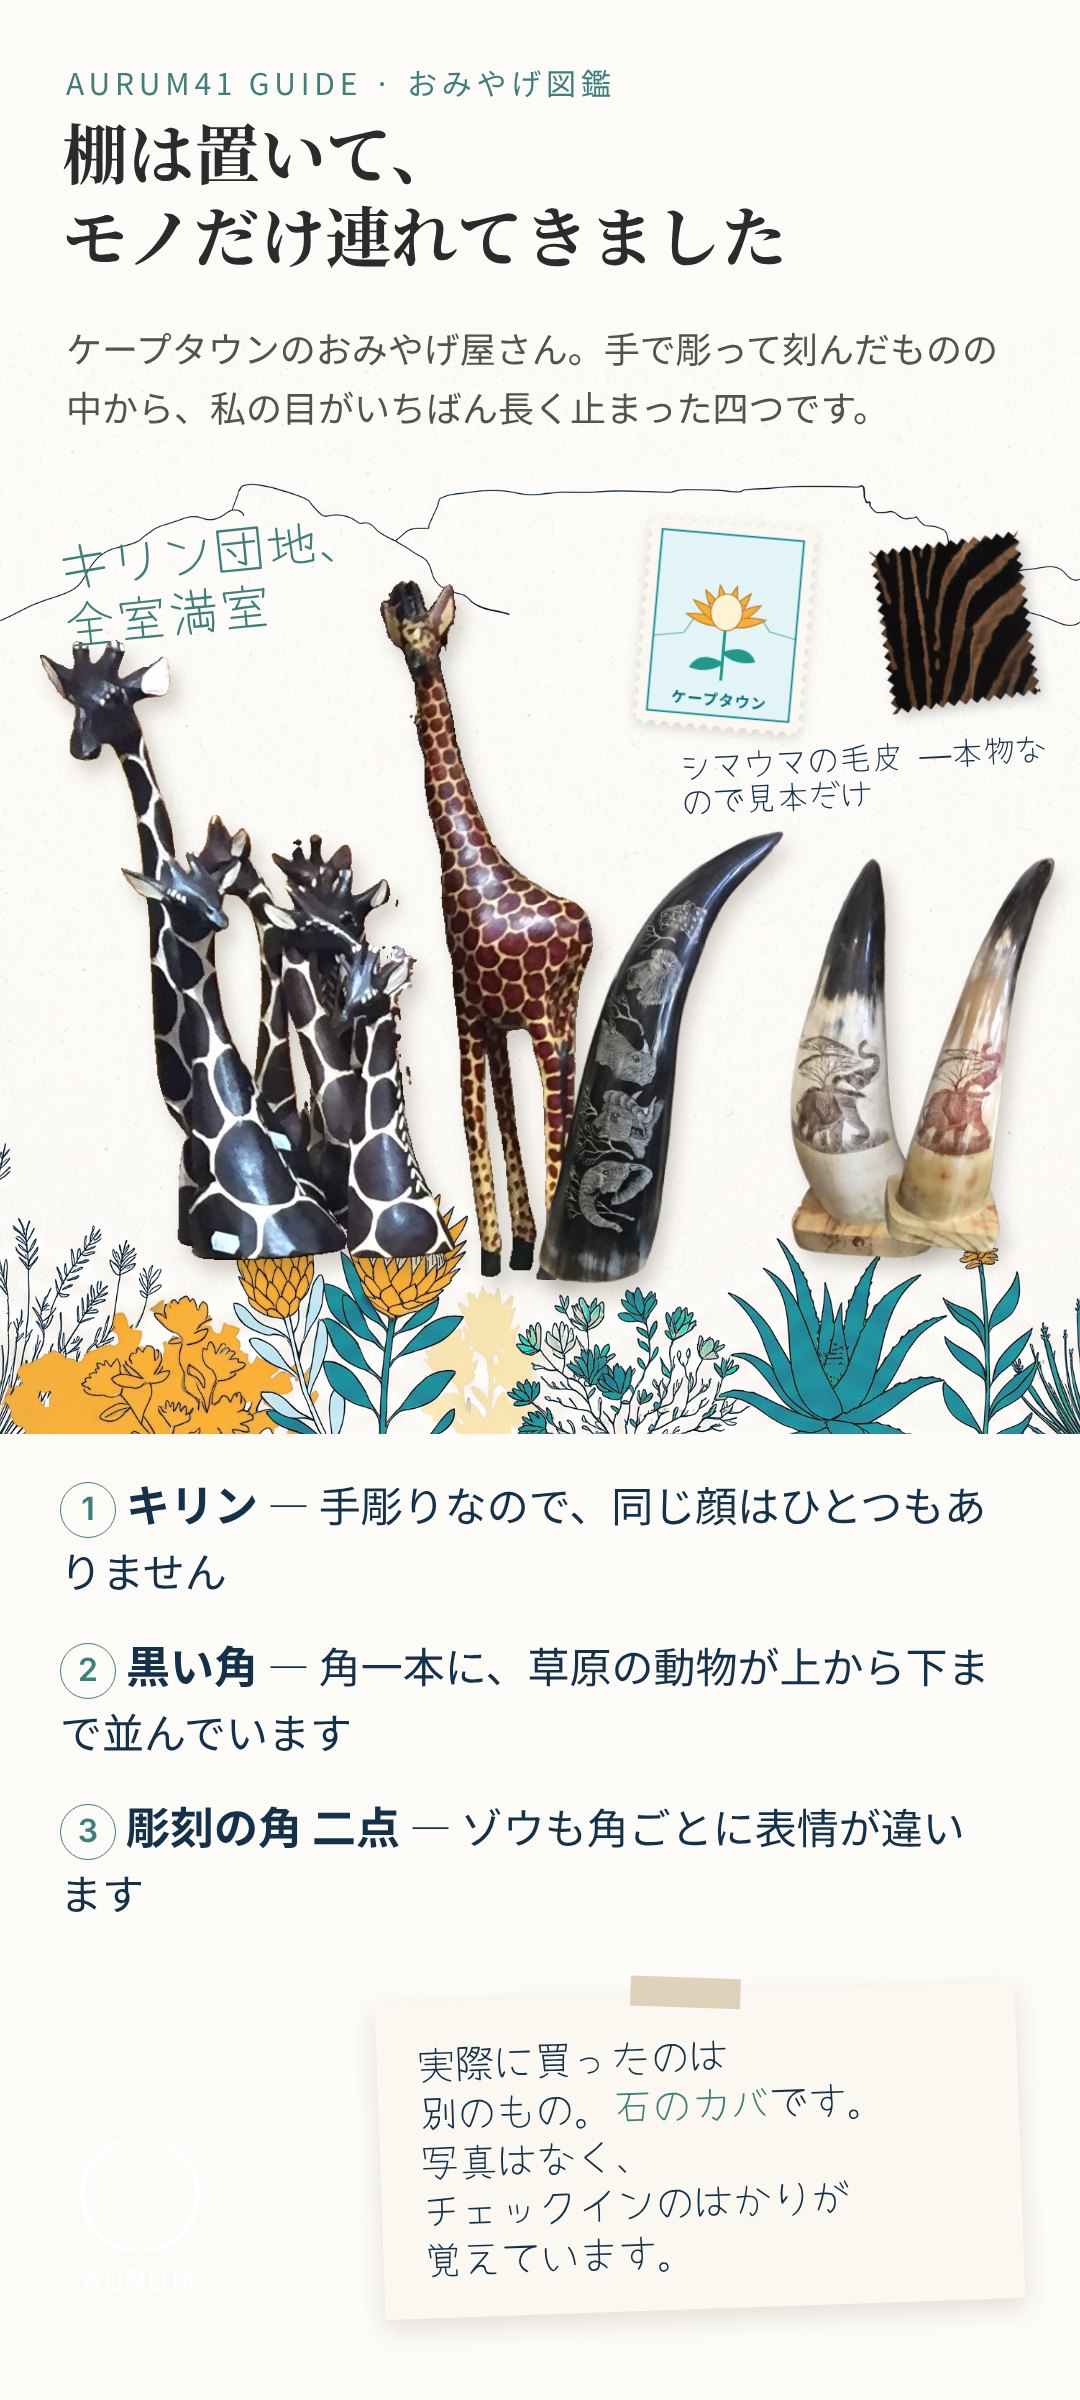 AURUM41 GUIDE · おみやげ図鑑
棚は置いて、
モノだけ連れてきました
ケープタウンのおみやげ屋さん。手で彫って刻んだものの
中から、私の目がいちばん長く止まった四つです。
キリン団地、
全室満室
ケープタウン
シマウマの毛皮 —本物な
ので見本だけ
1 キリン — 手彫りなので、同じ顔はひとつもあ
りません
2 黒い角 — 角一本に、草原の動物が上から下ま
で並んでいます
3 彫刻の角 二点 — ゾウも角ごとに表情が違い
ます
実際に買ったのは
別のもの。石のカバです。
写真はなく、
チェックインのはかりが
覚えています。
AURUM